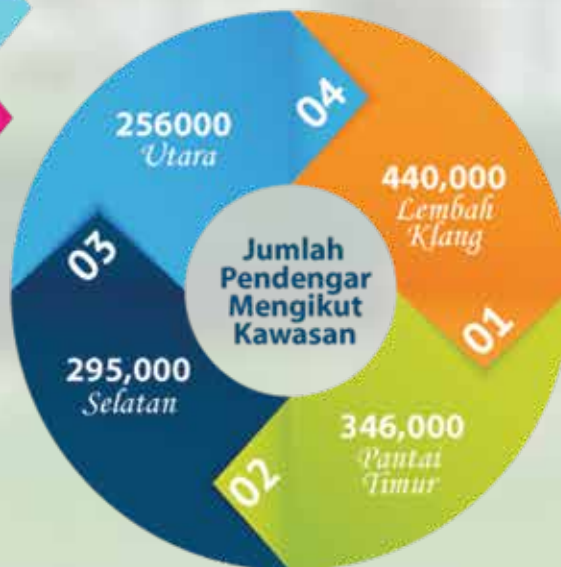 Jumlah
Pendengar
Mengikut
Kawasan
440,000
Lembah
Klang
01
346,000
Pantai
Timur
02
295,000
Selatan
03
256000
Utara
04